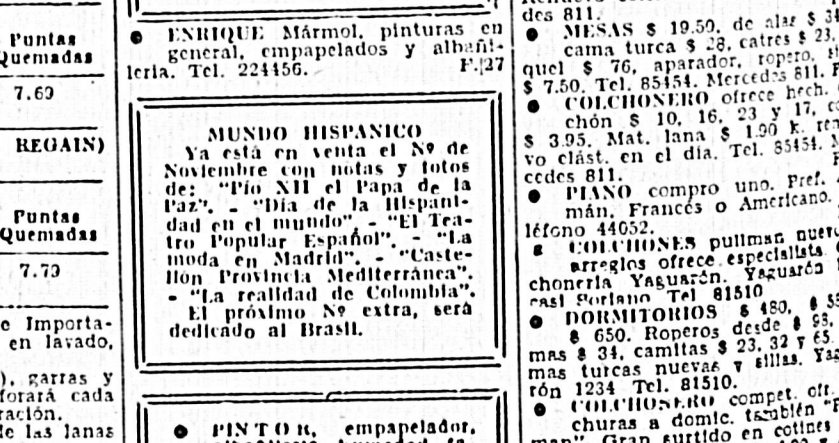 Puntas
Quemadas
7.60
REGAIN)
Puntas
Quemadas
7.70
e Importa-
en lavado,
), garras y
forará cada
ración.
de las lanas
● ENRIQUE Mármol, pinturas en
general, empapelados y albañi-
lería. Tel. 224456. F.|27
MUNDO HISPANICO
Ya está en venta el Nº de
Noviembre con notas y fotos
de: "Pío XII el Papa de la
Paz". - "Día de la Hispani-
dad en el mundo" - "El Tea-
tro Popular Español" - "La
moda en Madrid". - "Caste-
llón Provincia Mediterránea".
- "La realidad de Colombia".
El próximo Nº extra, será
dedicado al Brasil.
● PINTOR, empapelador,
des 811.
● MESAS $ 19.50, de alas $ 3
cama turca $ 28, catres $ 23,
quel $ 76, aparador, ropero,
$ 7.50. Tel. 85454. Mercedes 811. F
● COLCHONERO ofrece hech.
chón $ 10, 16, 23 y 17,
$ 3.95. Mat. lana $ 1.90 k.
vo clást. en el día. Tel. 85454. M
cedes 811.
● PIANO compro uno. Pref.
mán, Francés o Americano.
léfono 44052.
COLCHONES pullman nuev
arreglos ofrece especialista
chonería Yaguarón. Yaguarón
casi Soriano Tel 81510
● DORMITORIOS $ 480, $
$ 650. Roperos desde $ 98,
mas $ 34, camitas $ 23, 32 y 65.
mas turcas nuevas y sillas. Ya
rón 1234 Tel. 81510.
● COLCHONERO compet.
churas a domic. también
man". Gran surtido en cotines